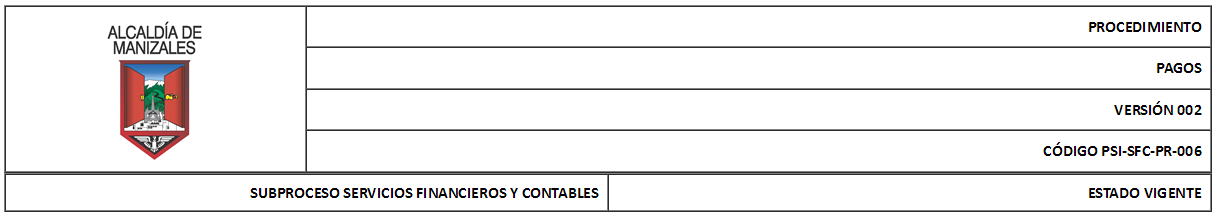 ALCALDÍA DE
MANIZALES
PROCEDIMIENTO
PAGOS
VERSIÓN 002
CÓDIGO PSI-SFC-PR-006
SUBPROCESO SERVICIOS FINANCIEROS Y CONTABLES
ESTADO VIGENTE